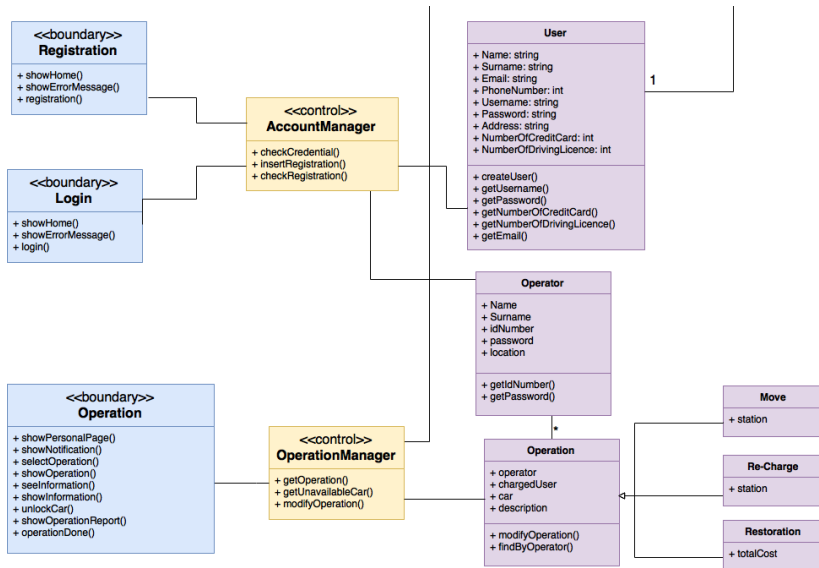 <<boundary>>
Registration
+ showHome()
+ showErrorMessage()
+ registration()
<<control>>
AccountManager
+ checkCredential()
+ insertRegistration()
+ checkRegistration()
User
+ Name: string
+ Surname: string
+ Email: string
+ PhoneNumber: int
+ Username: string
+ Password: string
+ Address: string
+ NumberOfCreditCard: int
+ NumberOfDrivingLicence: int
+ createUser()
+ getUsername()
+ getPassword()
+ getNumberOfCreditCard()
+ getNumberOfDrivingLicence()
+ getEmail()
1
<<boundary>>
Login
+ showHome()
+ showErrorMessage()
+ login()
Operator
+ Name
+ Surname
+ idNumber
+ password
+ location
+ getIdNumber()
+ getPassword()
*
<<boundary>>
Operation
+ showPersonalPage()
+ showNotification()
+ selectOperation()
+ showOperation()
+ seeInformation()
+ showInformation()
+ unlockCar()
+ showOperationReport()
+ operationDone()
<<control>>
OperationManager
+ getOperation()
+ getUnavailableCar()
+ modifyOperation()
Operation
+ operator
+ chargedUser
+ car
+ description
+ modifyOperation()
+ findByOperator()
Move
+ station
Re-Charge
+ station
Restoration
+ totalCost